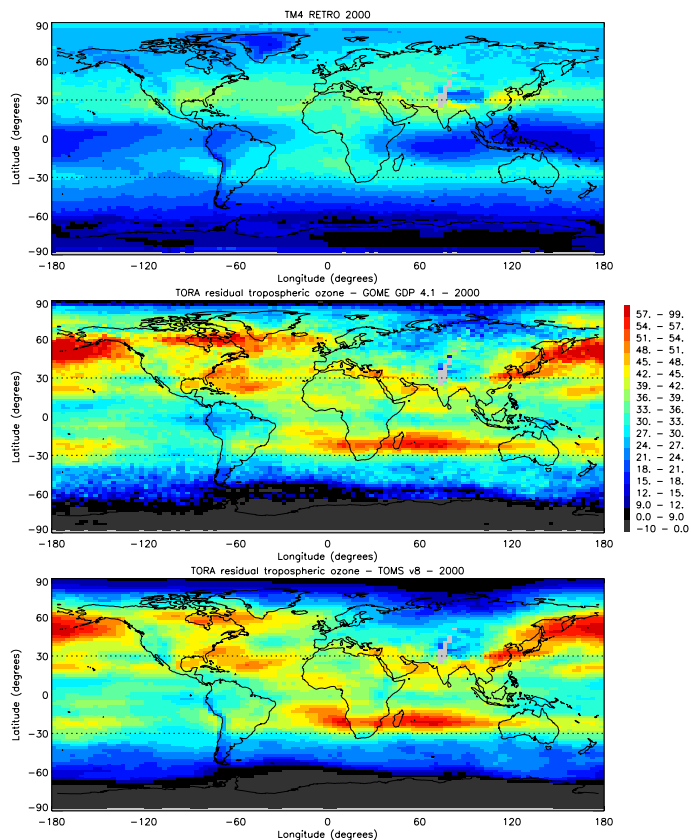 TM4 RETRO 2000
Latitude (degrees)
90
60
30
0
−30
−60
−90
−180
−120
−60
0
60
120
180
Longitude (degrees)
TORA residual tropospheric ozone − GOME GDP 4.1 − 2000
Latitude (degrees)
90
60
30
0
−30
−60
−90
−180
−120
−60
0
60
120
180
Longitude (degrees)
57. − 99.
54. − 57.
51. − 54.
48. − 51.
45. − 48.
42. − 45.
39. − 42.
36. − 39.
33. − 36.
30. − 33.
27. − 30.
24. − 27.
21. − 24.
18. − 21.
15. − 18.
12. − 15.
9.0 − 12.
0.0 − 9.0
−10 − 0.0
TORA residual tropospheric ozone − TOMS v8 − 2000
Latitude (degrees)
90
60
30
0
−30
−60
−90
−180
−120
−60
0
60
120
180
Longitude (degrees)